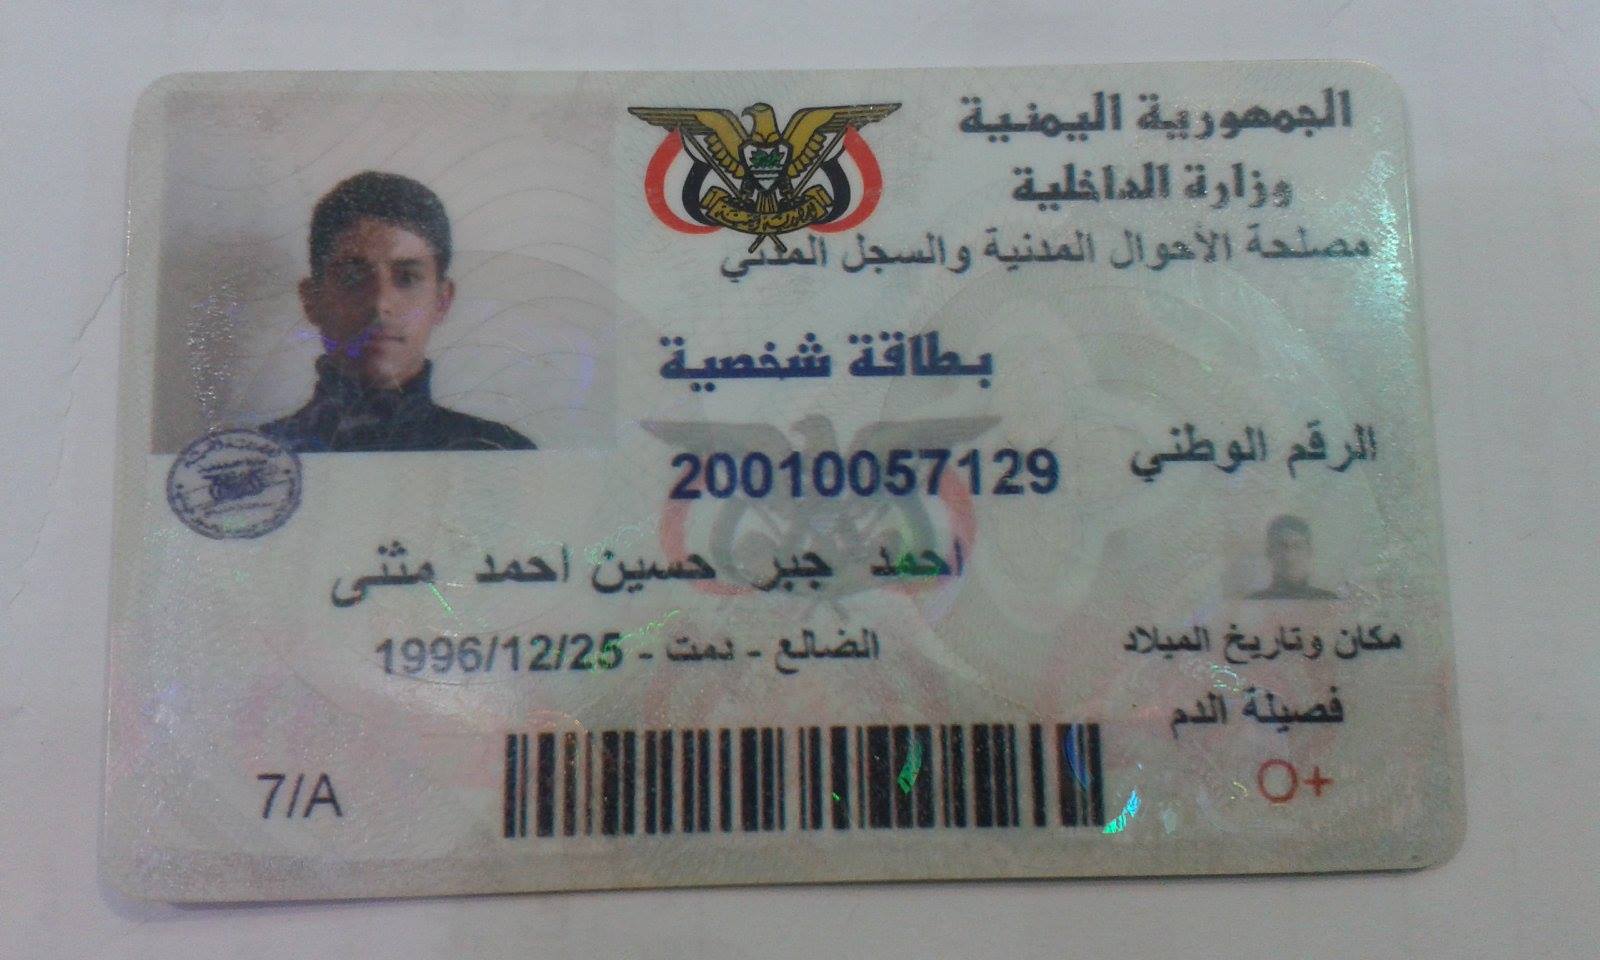 الجمهورية اليمنية
وزارة الداخلية
مصلحة الأحوال المدنية والسجل المدني
بطاقة شخصية
الرقم الوطني 20010057129
احمد جبر حسين احمد مثنى
مكان وتاريخ الميلاد الضالع - دمت - 1996/12/25
فصيلة الدم
O+
7/A